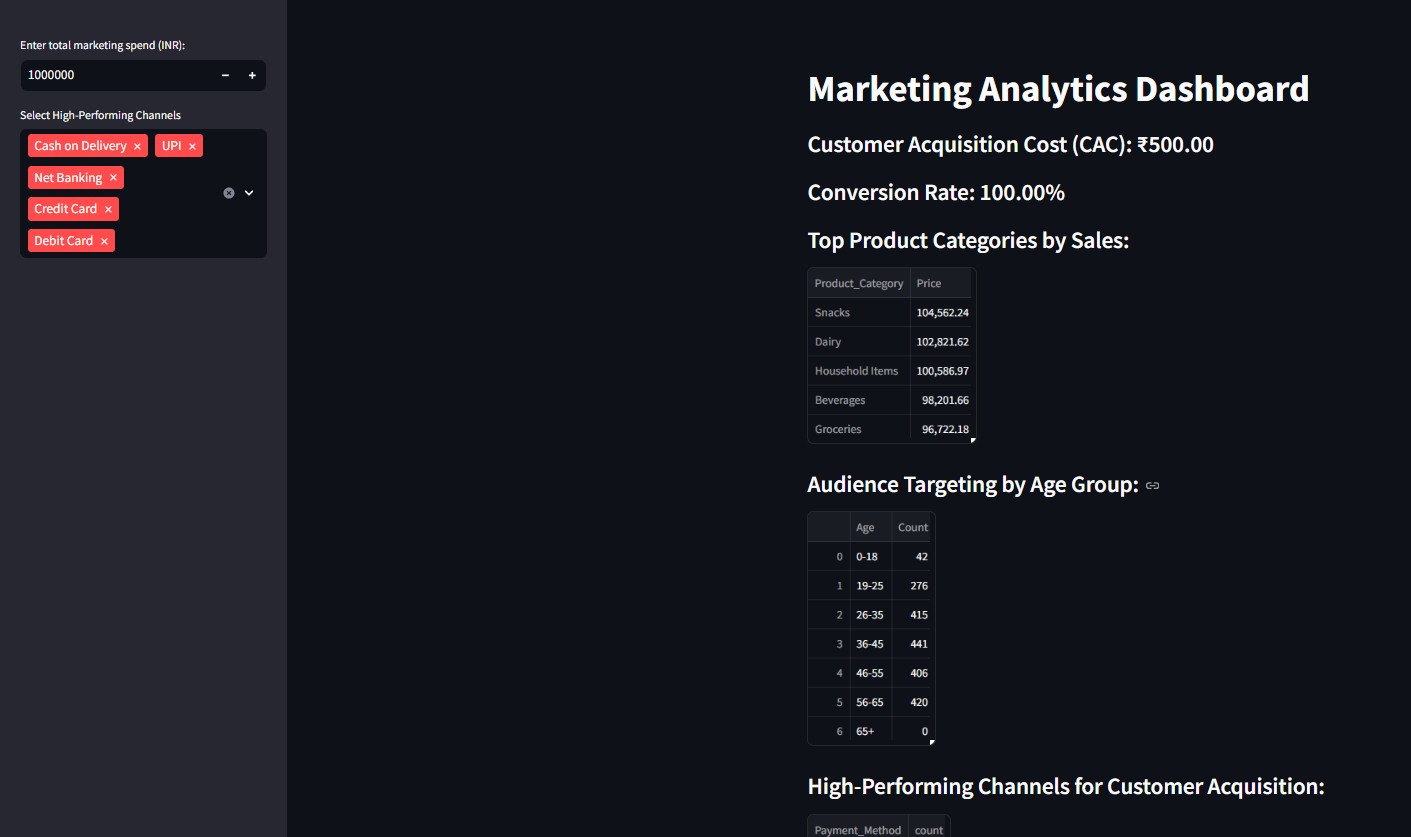 Enter total marketing spend (INR):
1000000 − +
Select High-Performing Channels
Cash on Delivery × UPI ×
Net Banking ×
Credit Card ×
Debit Card ×
Marketing Analytics Dashboard
Customer Acquisition Cost (CAC): ₹500.00
Conversion Rate: 100.00%
Top Product Categories by Sales:
Product_Category Price
Snacks 104,562.24
Dairy 102,821.62
Household Items 100,586.97
Beverages 98,201.66
Groceries 96,722.18
Audience Targeting by Age Group:
Age Count
0 0-18 42
1 19-25 276
2 26-35 415
3 36-45 441
4 46-55 406
5 56-65 420
6 65+ 0
High-Performing Channels for Customer Acquisition:
Payment_Method count